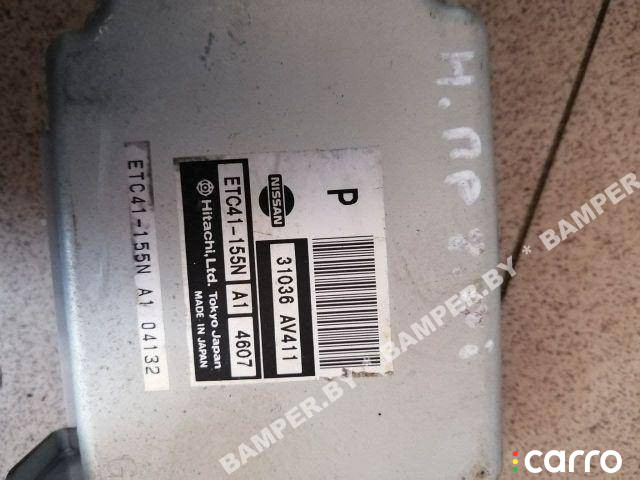 P
NISSAN
31036 AV411
ETC41-155N A1 4607
Hitachi,Ltd. Tokyo Japan
MADE IN JAPAN
ETC41-155N A1 04132
* BAMPER.BY * BAMPER.BY * BAMPER
BAMPER
carro